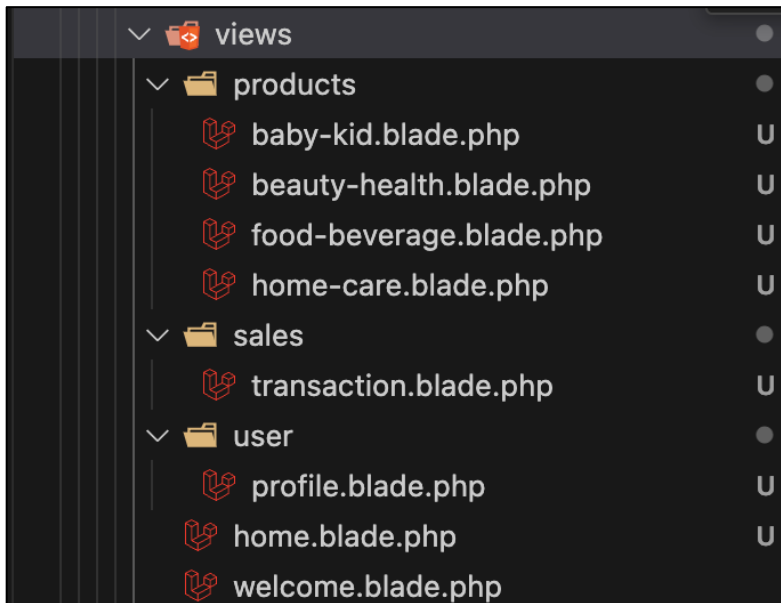 views
products
baby-kid.blade.php U
beauty-health.blade.php U
food-beverage.blade.php U
home-care.blade.php U
sales
transaction.blade.php U
user
profile.blade.php U
home.blade.php U
welcome.blade.php